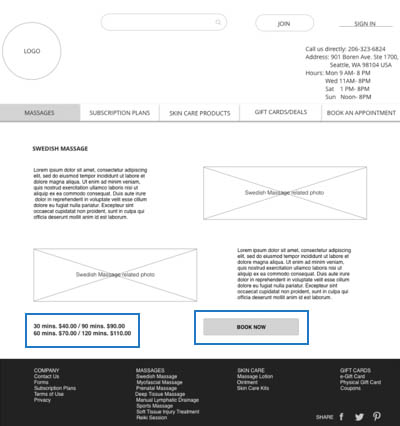 JOIN
SIGN IN
LOGO
Call us directly: 206-323-6824
Address: 901 Boren Ave. Ste 1700,
Seattle, WA 98104 USA
Hours: Mon 9 AM- 8 PM
Wed 11AM- 8PM
Sat 1 PM- 8PM
Sun Noon- 8PM
MASSAGES
SUBSCRIPTION PLANS
SKIN CARE PRODUCTS
GIFT CARDS/DEALS
BOOK AN APPOINTMENT
SWEDISH MASSAGE
Lorem ipsum dolor sit amet, consectetur adipiscing
elit, sed do eiusmod tempor incididunt ut labore et
dolore magna aliqua. Ut enim ad minim veniam,
quis nostrud exercitation ullamco laboris nisi ut
aliquip ex ea commodo consequat. Duis aute irure
dolor in reprehenderit in voluptate velit esse cillum
dolore eu fugiat nulla pariatur. Excepteur sint
occaecat cupidatat non proident, sunt in culpa qui
officia deserunt mollit anim id est laborum.
Swedish Massage related photo
Swedish Massage related photo
Lorem ipsum dolor sit amet, consectetur adipiscing
elit, sed do eiusmod tempor incididunt ut labore et
dolore magna aliqua. Ut enim ad minim veniam,
quis nostrud exercitation ullamco laboris nisi ut
aliquip ex ea commodo consequat.
fugiat nulla pariatur. Excepteur sint occaecat
cupidatat non proident, sunt in culpa qui officia
deserunt mollit anim id est laborum.
30 mins. $40.00 / 90 mins. $90.00
60 mins. $70.00 / 120 mins. $110.00
BOOK NOW
COMPANY
Contact Us
Forms
Subscription Plans
Terms of Use
Privacy
MASSAGES
Swedish Massage
Myofascial Massage
Prenatal Massage
Deep Tissue Massage
Manual Lymphatic Drainage
Sports Massage
Soft Tissue Injury Treatment
Reiki Session
SKIN CARE
Massage Lotion
Ointment
Skin Care Kits
GIFT CARDS
e-Gift Card
Physical Gift Card
Coupons
SHARE